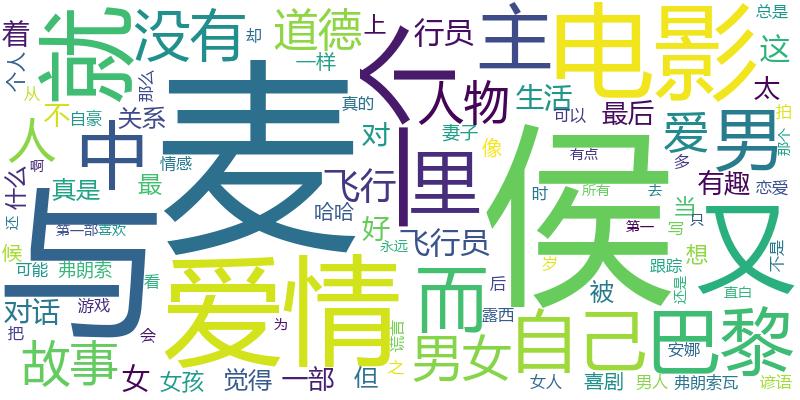 就
没有
却
道德
上
行员
主
电影
总是
着
个人
那么
一样
这
从
不
自豪
关系
真的
人物
生活
最后
太
可以
拍
那个
人
中
麦
对
妻子
像
爱
男
啊
情感
飞行
俚
侯
有点
多
有趣
什么
真是
最
哈哈
好
时
所有
去
恋爱
还
第一部
喜欢
与
永远
飞行员
当
第一
写
只
又
候
可能
弗朗索
看
爱情
而
后
岁
想
跟踪
不是
对话
游戏
为
被
还是
直白
把
会
谎言
露西
自己
巴黎
故事
男女
之
安娜
女
女孩
觉得
一部
但
女人
喜剧
男人
弗朗索瓦
谚语